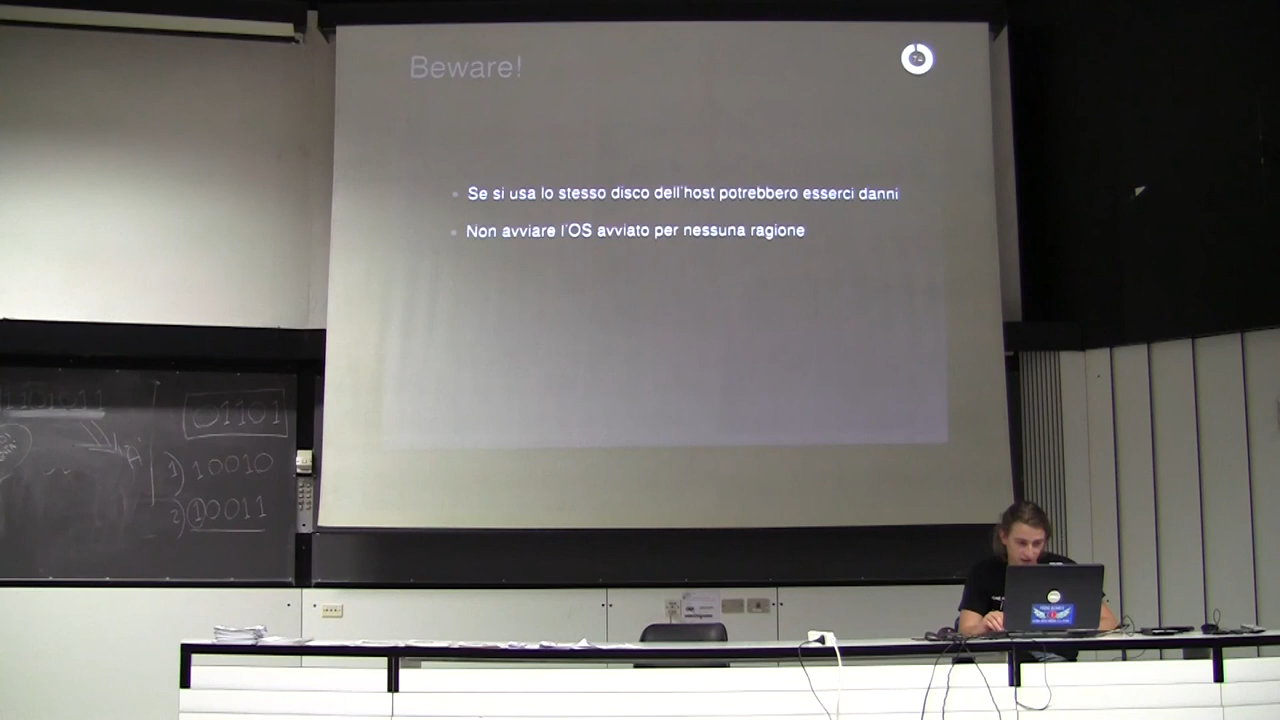 Beware!
Se si usa lo stesso disco dell'host potrebbero esserci danni
Non avviare l'OS avviato per nessuna ragione
01101
1) 10010
2) 10011